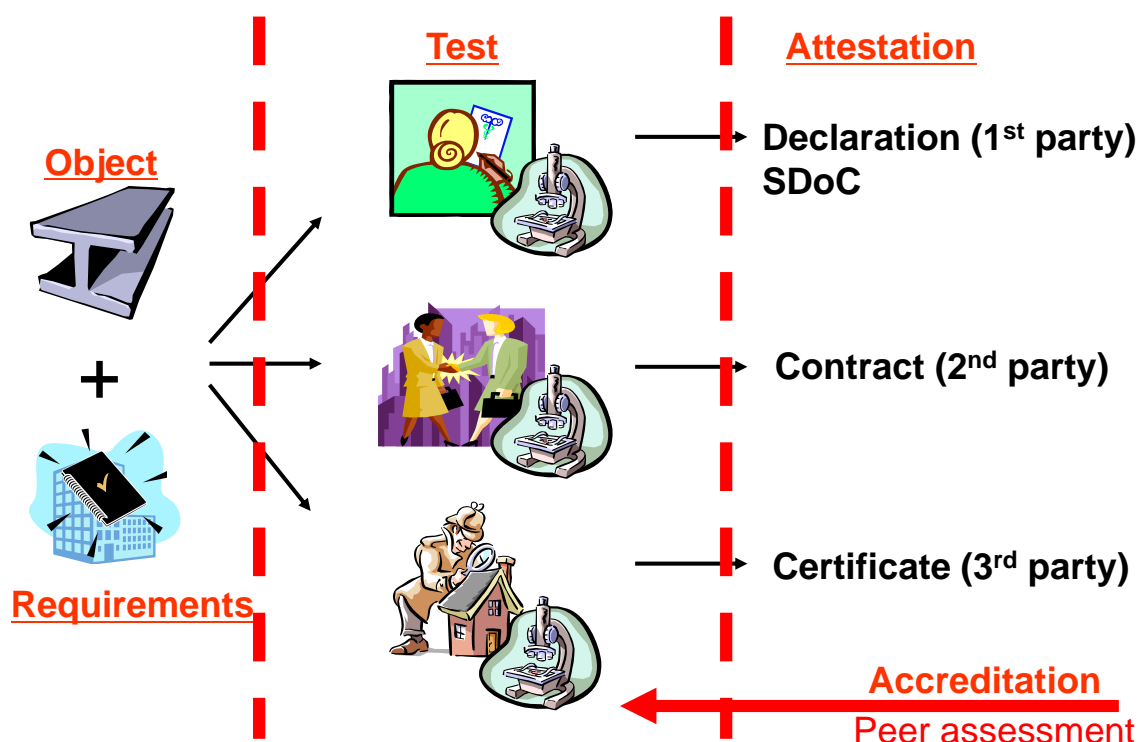 Test
Attestation
Object
Declaration (1st party)
SDoC
+
Contract (2nd party)
Certificate (3rd party)
Requirements
Accreditation
Peer assessment